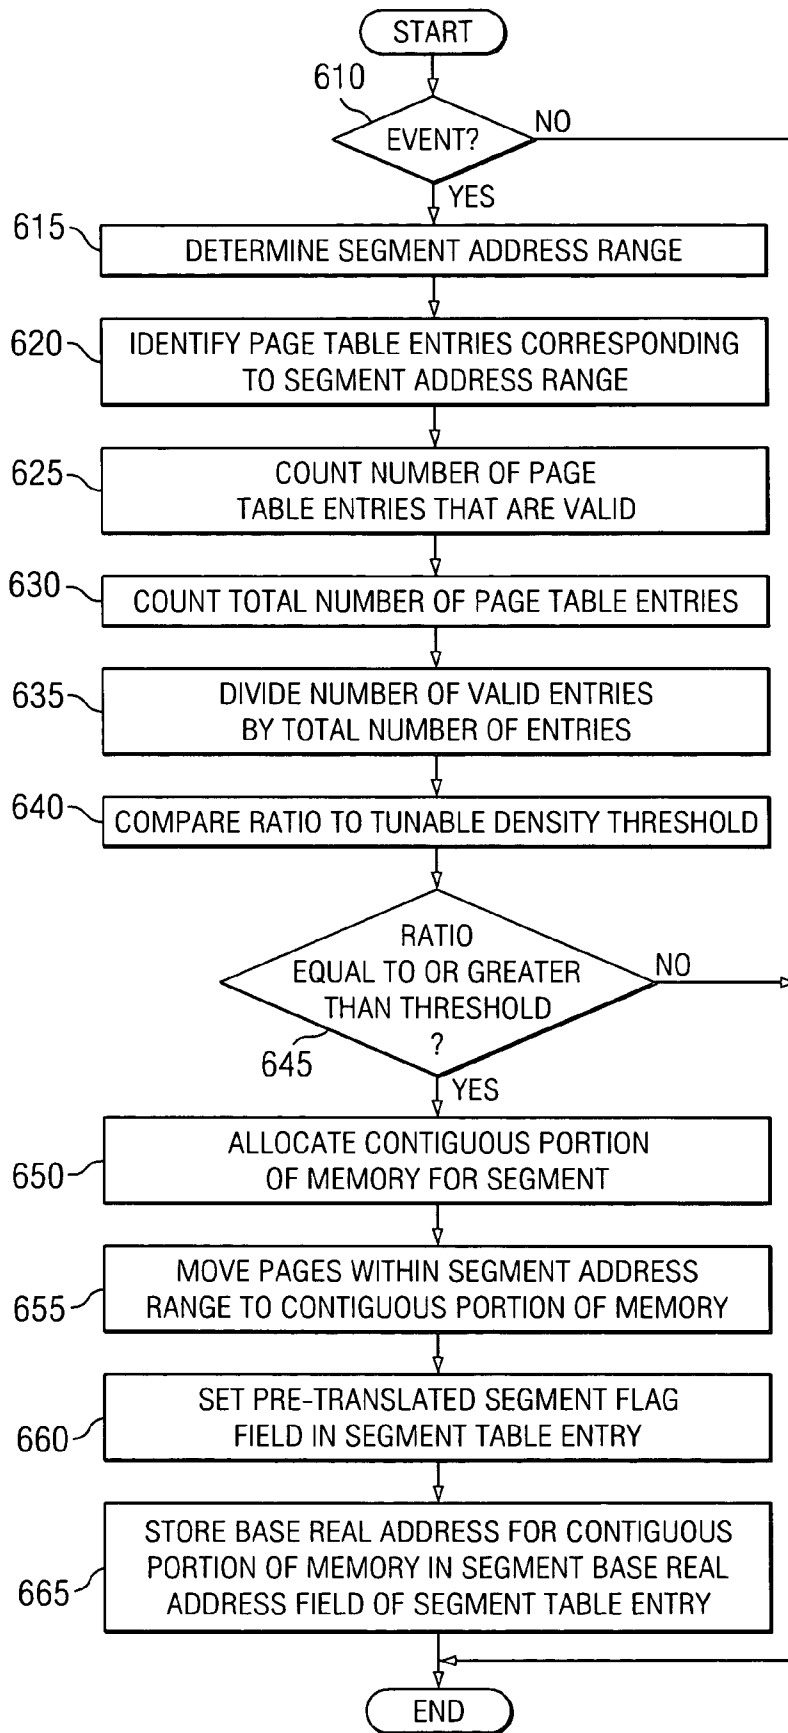 START
610
EVENT?
NO
YES
615
DETERMINE SEGMENT ADDRESS RANGE
620
IDENTIFY PAGE TABLE ENTRIES CORRESPONDING
TO SEGMENT ADDRESS RANGE
625
COUNT NUMBER OF PAGE
TABLE ENTRIES THAT ARE VALID
630
COUNT TOTAL NUMBER OF PAGE TABLE ENTRIES
635
DIVIDE NUMBER OF VALID ENTRIES
BY TOTAL NUMBER OF ENTRIES
640
COMPARE RATIO TO TUNABLE DENSITY THRESHOLD
RATIO
EQUAL TO OR GREATER
THAN THRESHOLD
?
NO
645
YES
650
ALLOCATE CONTIGUOUS PORTION
OF MEMORY FOR SEGMENT
655
MOVE PAGES WITHIN SEGMENT ADDRESS
RANGE TO CONTIGUOUS PORTION OF MEMORY
660
SET PRE-TRANSLATED SEGMENT FLAG
FIELD IN SEGMENT TABLE ENTRY
665
STORE BASE REAL ADDRESS FOR CONTIGUOUS
PORTION OF MEMORY IN SEGMENT BASE REAL
ADDRESS FIELD OF SEGMENT TABLE ENTRY
END